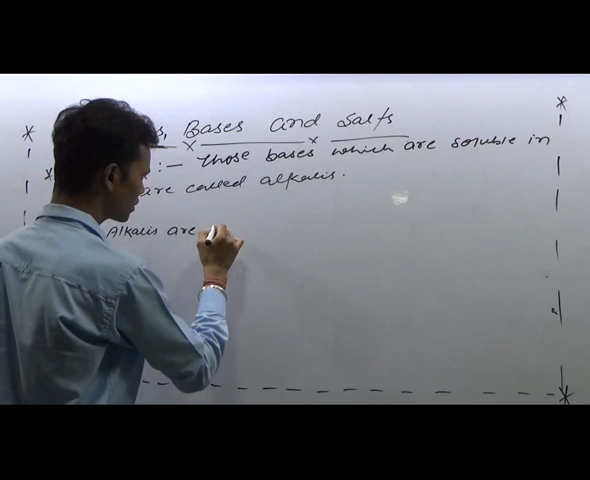 Bases and Salts
:- Those bases which are soluble in
are called alkalis.
Alkalis are